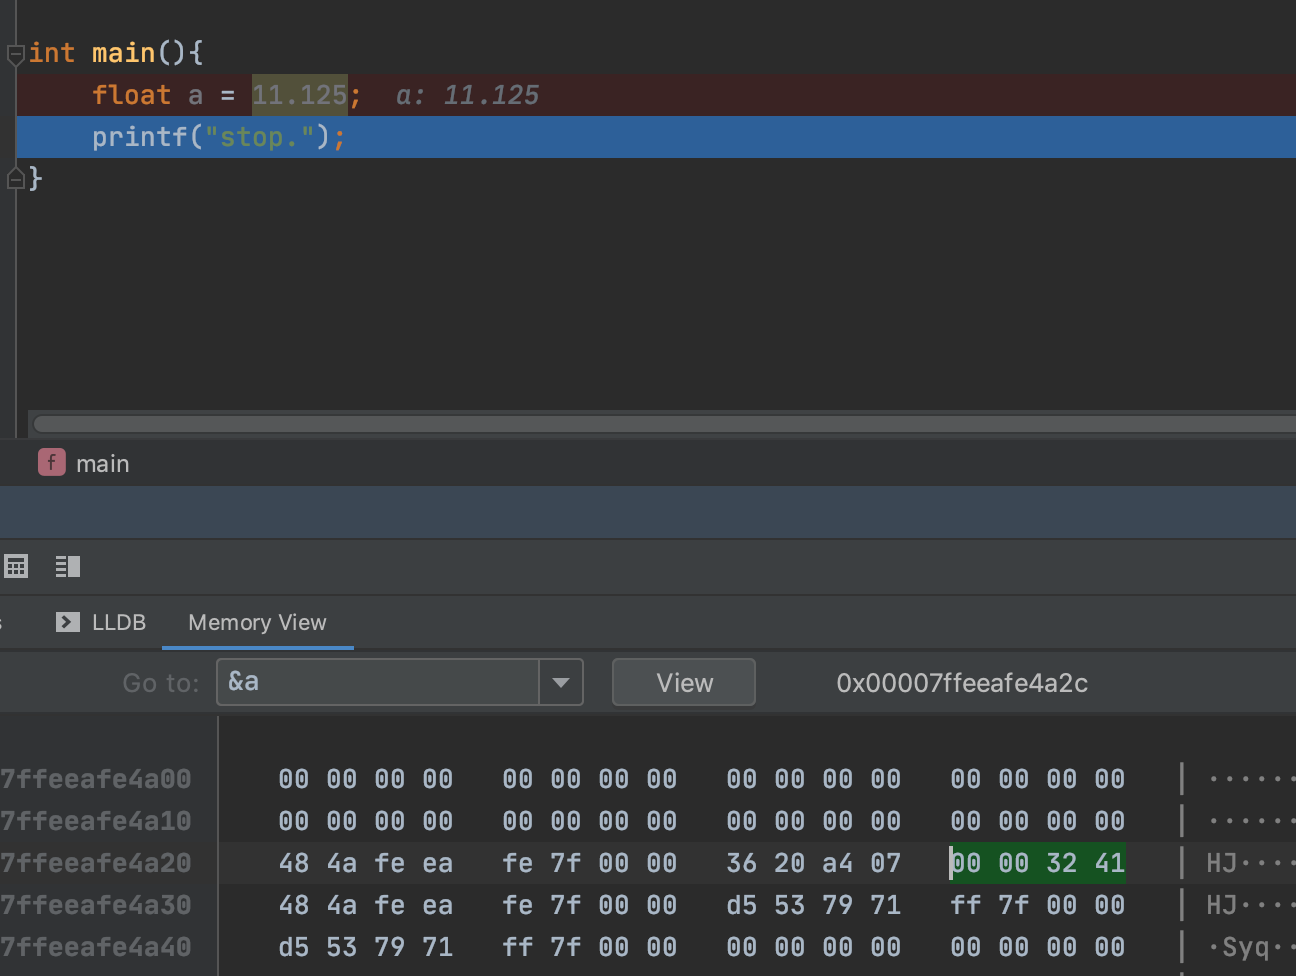 int main(){
float a = 11.125; a: 11.125
printf("stop.");
}
f main
s LLDB Memory View
Go to: &a View 0x00007ffeeafe4a2c
7ffeeafe4a00 00 00 00 00 00 00 00 00 00 00 00 00 00 00 00 00 | ······
7ffeeafe4a10 00 00 00 00 00 00 00 00 00 00 00 00 00 00 00 00 | ······
7ffeeafe4a20 48 4a fe ea fe 7f 00 00 36 20 a4 07 00 00 32 41 | HJ····
7ffeeafe4a30 48 4a fe ea fe 7f 00 00 d5 53 79 71 ff 7f 00 00 | HJ····
7ffeeafe4a40 d5 53 79 71 ff 7f 00 00 00 00 00 00 00 00 00 00 | ·Syq··